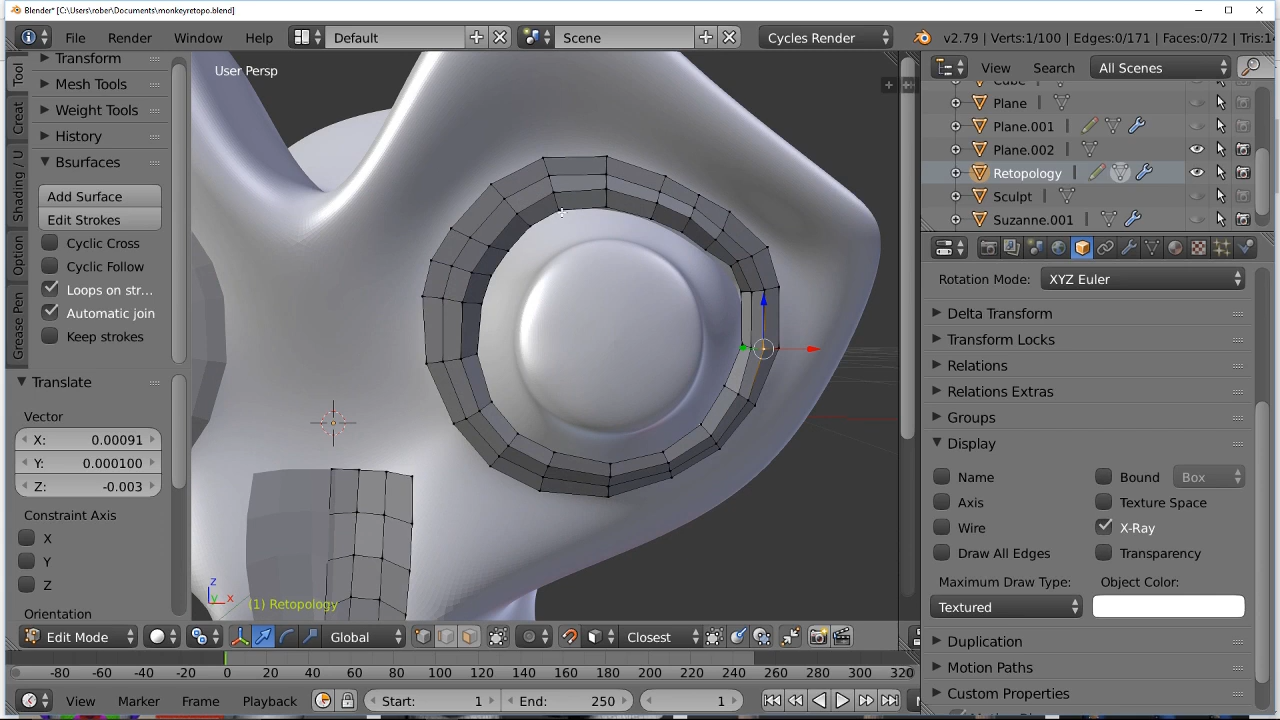 Blender* [C:\Users\rober\Documents\monkeyretopo.blend]
File Render Window Help Default Scene Cycles Render v2.79 | Verts:1/100 | Edges:0/171 | Faces:0/72 | Tris:14
Tool
Creat
Shading / U
Option
Grease Pen
Transform
Mesh Tools
Weight Tools
History
Bsurfaces
Add Surface
Edit Strokes
Cyclic Cross
Cyclic Follow
Loops on str...
Automatic join
Keep strokes
Translate
Vector
X: 0.00091
Y: 0.000100
Z: -0.003
Constraint Axis
X
Y
Z
Orientation
User Persp
z
y x
(1) Retopology
Edit Mode Global Closest
-80 -60 -40 -20 0 20 40 60 80 100 120 140 160 180 200 220 240 260 280 300 320
View Marker Frame Playback Start: 1 End: 250 1
View Search All Scenes
Cube
Plane
Plane.001
Plane.002
Retopology
Sculpt
Suzanne.001
Rotation Mode: XYZ Euler
Delta Transform
Transform Locks
Relations
Relations Extras
Groups
Display
Name Bound Box
Axis Texture Space
Wire X-Ray
Draw All Edges Transparency
Maximum Draw Type: Object Color:
Textured
Duplication
Motion Paths
Custom Properties